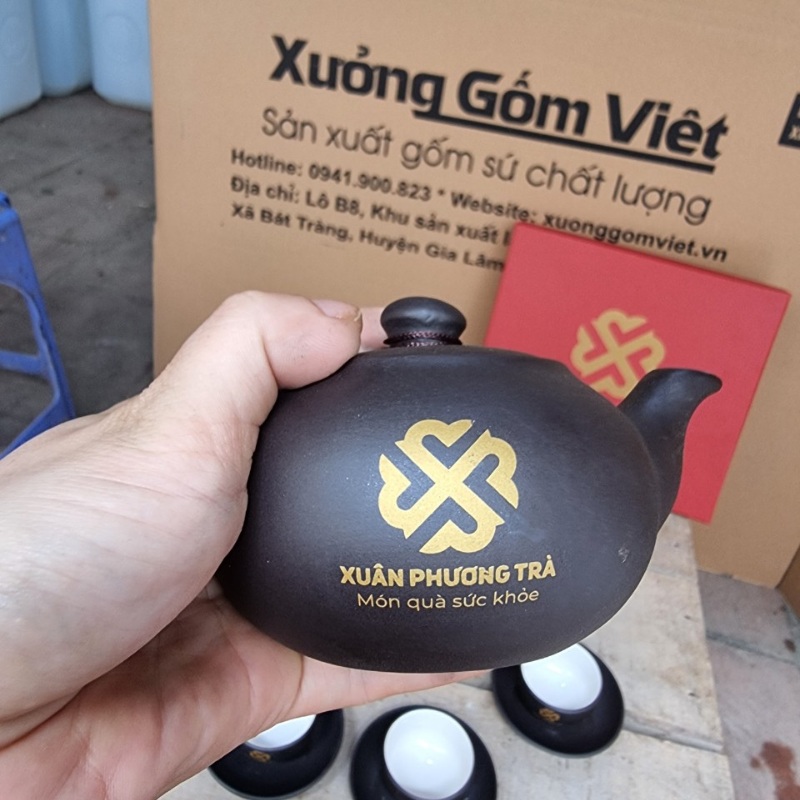 Xưởng Gốm Việt
Sản xuất gốm sứ chất lượng
Hotline: 0941.900.823 * Website: xuonggomviet.vn
Địa chỉ: Lô B8, Khu sản xuất
Xã Bát Tràng, Huyện Gia Lâm
XUÂN PHƯƠNG TRÀ
Món quà sức khỏe